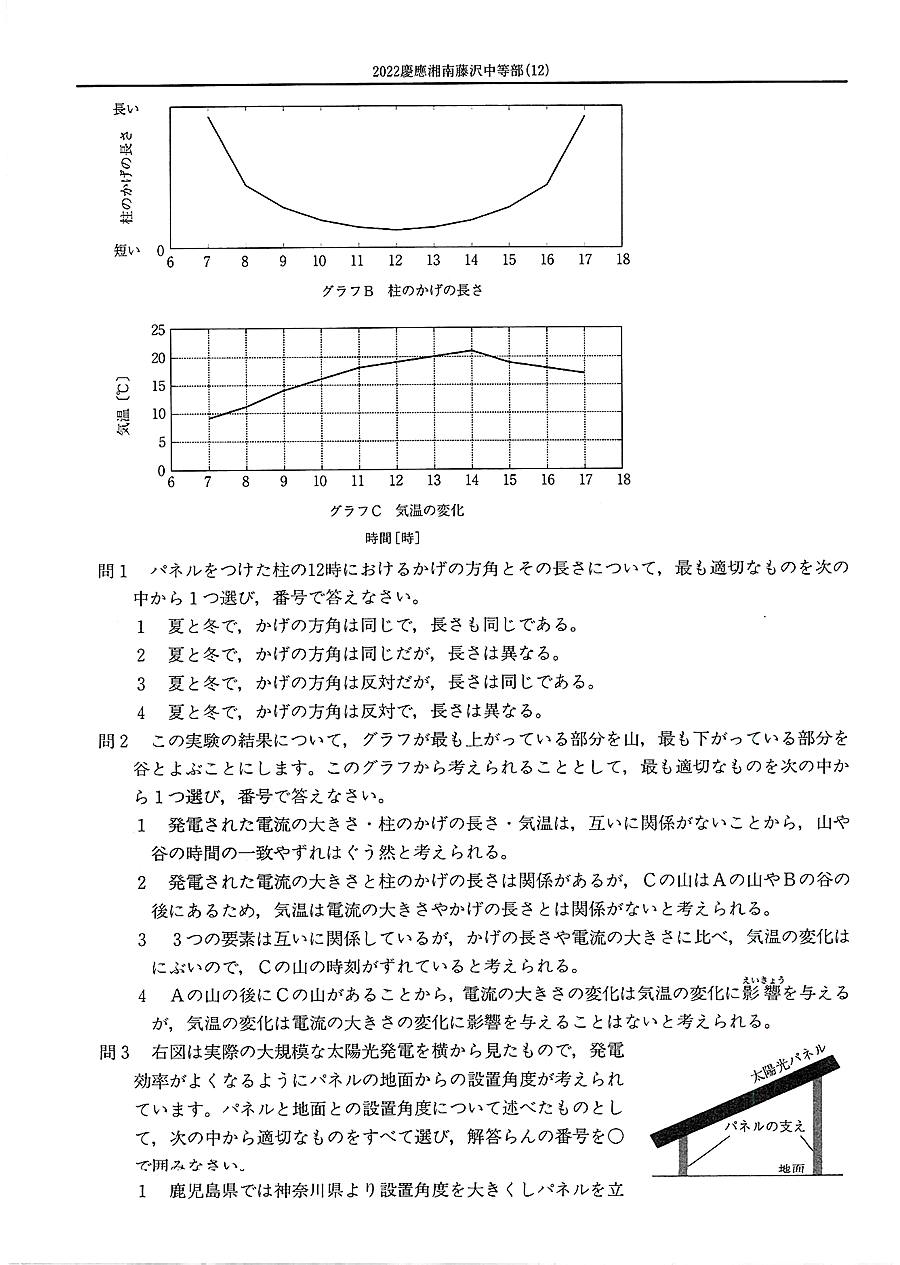 2022慶應湘南藤沢中等部(12)
長い
柱のかげの長さ
短い 0
6 7 8 9 10 11 12 13 14 15 16 17 18
グラフB 柱のかげの長さ
25
20
15
10
5
0
気温〔℃〕
6 7 8 9 10 11 12 13 14 15 16 17 18
グラフC 気温の変化
時間[時]
問1 パネルをつけた柱の12時におけるかげの方角とその長さについて，最も適切なものを次の
中から1つ選び，番号で答えなさい。
1 夏と冬で，かげの方角は同じで，長さも同じである。
2 夏と冬で，かげの方角は同じだが，長さは異なる。
3 夏と冬で，かげの方角は反対だが，長さは同じである。
4 夏と冬で，かげの方角は反対で，長さは異なる。
問2 この実験の結果について，グラフが最も上がっている部分を山，最も下がっている部分を
谷とよぶことにします。このグラフから考えられることとして，最も適切なものを次の中か
ら1つ選び，番号で答えなさい。
1 発電された電流の大きさ・柱のかげの長さ・気温は，互いに関係がないことから，山や
谷の時間の一致やずれはぐう然と考えられる。
2 発電された電流の大きさと柱のかげの長さは関係があるが，Cの山はAの山やBの谷の
後にあるため，気温は電流の大きさやかげの長さとは関係がないと考えられる。
3 3つの要素は互いに関係しているが，かげの長さや電流の大きさに比べ，気温の変化は
にぶいので，Cの山の時刻がずれていると考えられる。
えいきょう
4 Aの山の後にCの山があることから，電流の大きさの変化は気温の変化に影響を与える
が，気温の変化は電流の大きさの変化に影響を与えることはないと考えられる。
問3 右図は実際の大規模な太陽光発電を横から見たもので，発電
効率がよくなるようにパネルの地面からの設置角度が考えられ
ています。パネルと地面との設置角度について述べたものとし
て，次の中から適切なものをすべて選び，解答らんの番号を○
で囲みなさい。
1 鹿児島県では神奈川県より設置角度を大きくしパネルを立
太陽光パネル
パネルの支え
地面